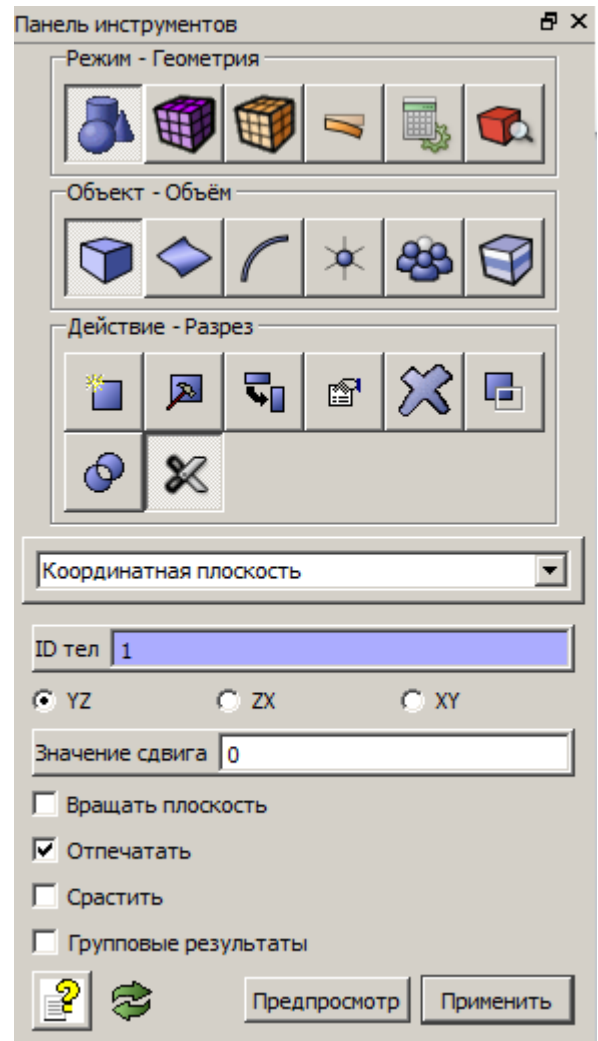 Панель инструментов
Режим - Геометрия
Объект - Объём
Действие - Разрез
Координатная плоскость
ID тел 1
YZ ZX XY
Значение сдвига 0
Вращать плоскость
Отпечатать
Срастить
Групповые результаты
Предпросмотр Применить